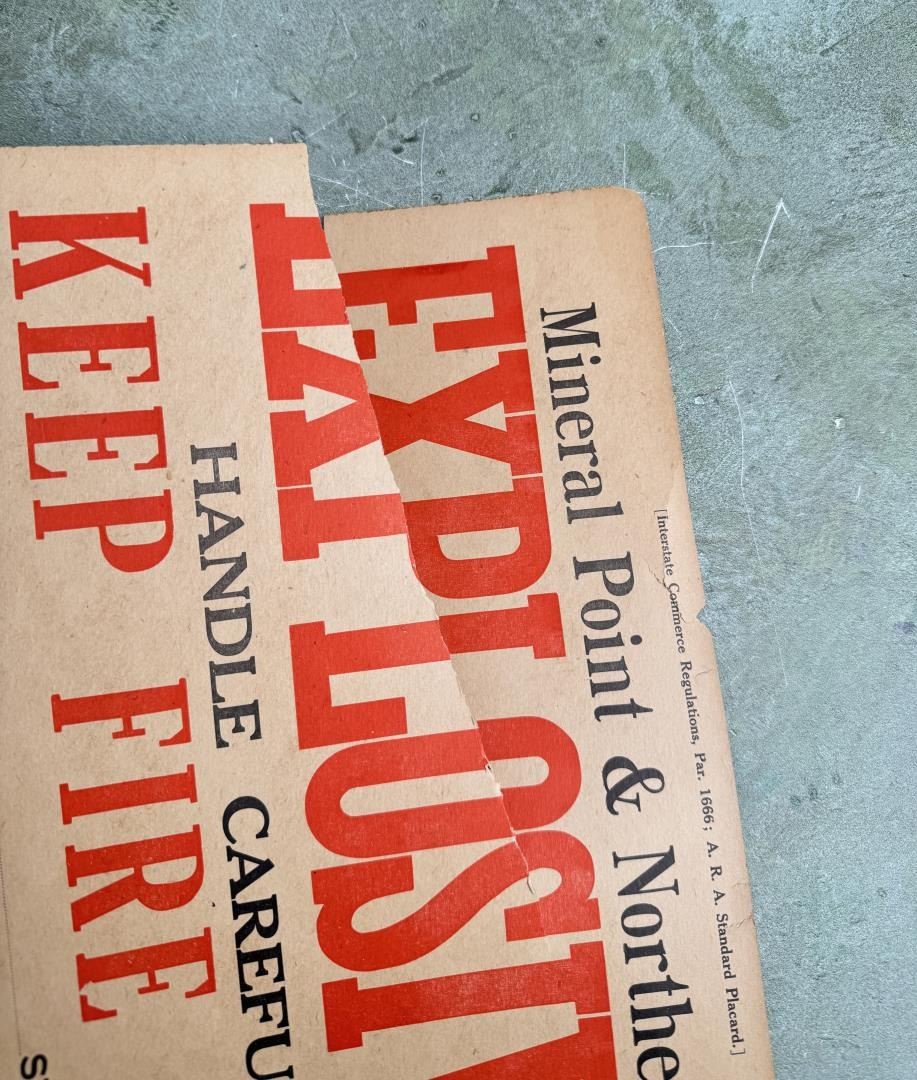 [Interstate Commerce Regulations, Par. 1666; A. R. A. Standard Placard.]
Mineral Point & Northe
EXPLOSIV
HANDLE CAREFU
KEEP FIRE
S